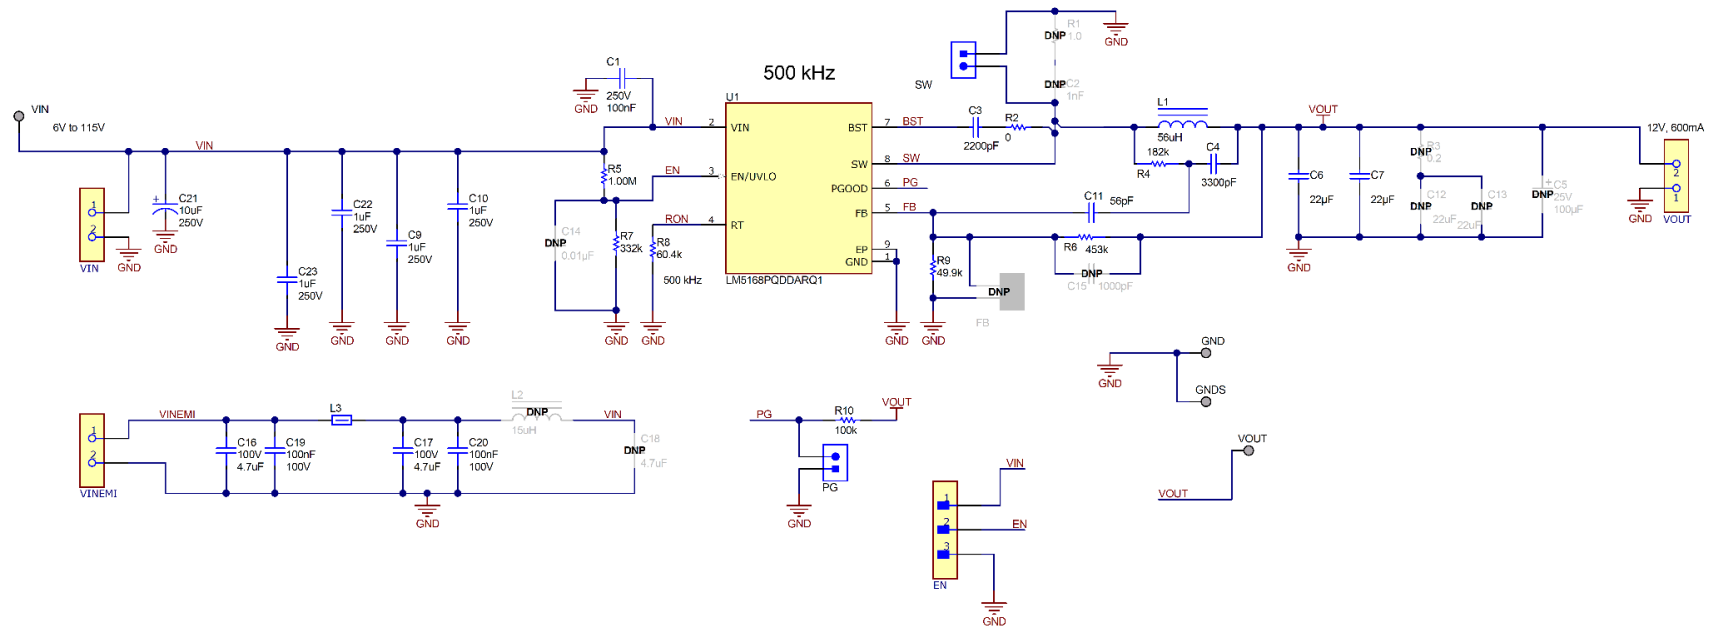 500 kHz
VIN
6V to 115V
VIN
1
2
VIN
GND
C21
10uF
250V
GND
C23
1uF
250V
GND
C22
1uF
250V
GND
C9
1uF
250V
GND
C10
1uF
250V
GND
C1
250V
100nF
GND
VIN
R5
1.00M
EN
C14
DNP
0.01µF
R7
332k
GND
RON
R8
60.4k
500 kHz
GND
U1
2
VIN
3
EN/UVLO
4
RT
BST
7
SW
8
PGOOD
6
FB
5
EP
9
GND
1
LM5168PQDDARQ1
GND
BST
SW
PG
FB
SW
R1
DNP
1.0
GND
C2
DNP
1nF
C3
2200pF
R2
0
L1
56uH
182k
R4
C4
3300pF
C11
56pF
R6
453k
DNP
C15
1000pF
R9
49.9k
GND
DNP
FB
VOUT
C6
22µF
GND
C7
22µF
R3
DNP
0.2
C12
DNP
22uF
C13
DNP
22uF
C5
DNP
25V
100µF
12V, 600mA
2
1
VOUT
GND
1
2
VINEMI
VINEMI
C16
100V
4.7uF
C19
100nF
100V
L3
C17
100V
4.7uF
C20
100nF
100V
GND
L2
DNP
15uH
VIN
C18
DNP
4.7uF
PG
R10
100k
VOUT
PG
GND
1
2
3
EN
VIN
EN
GND
GND
GND
GNDS
VOUT
VOUT